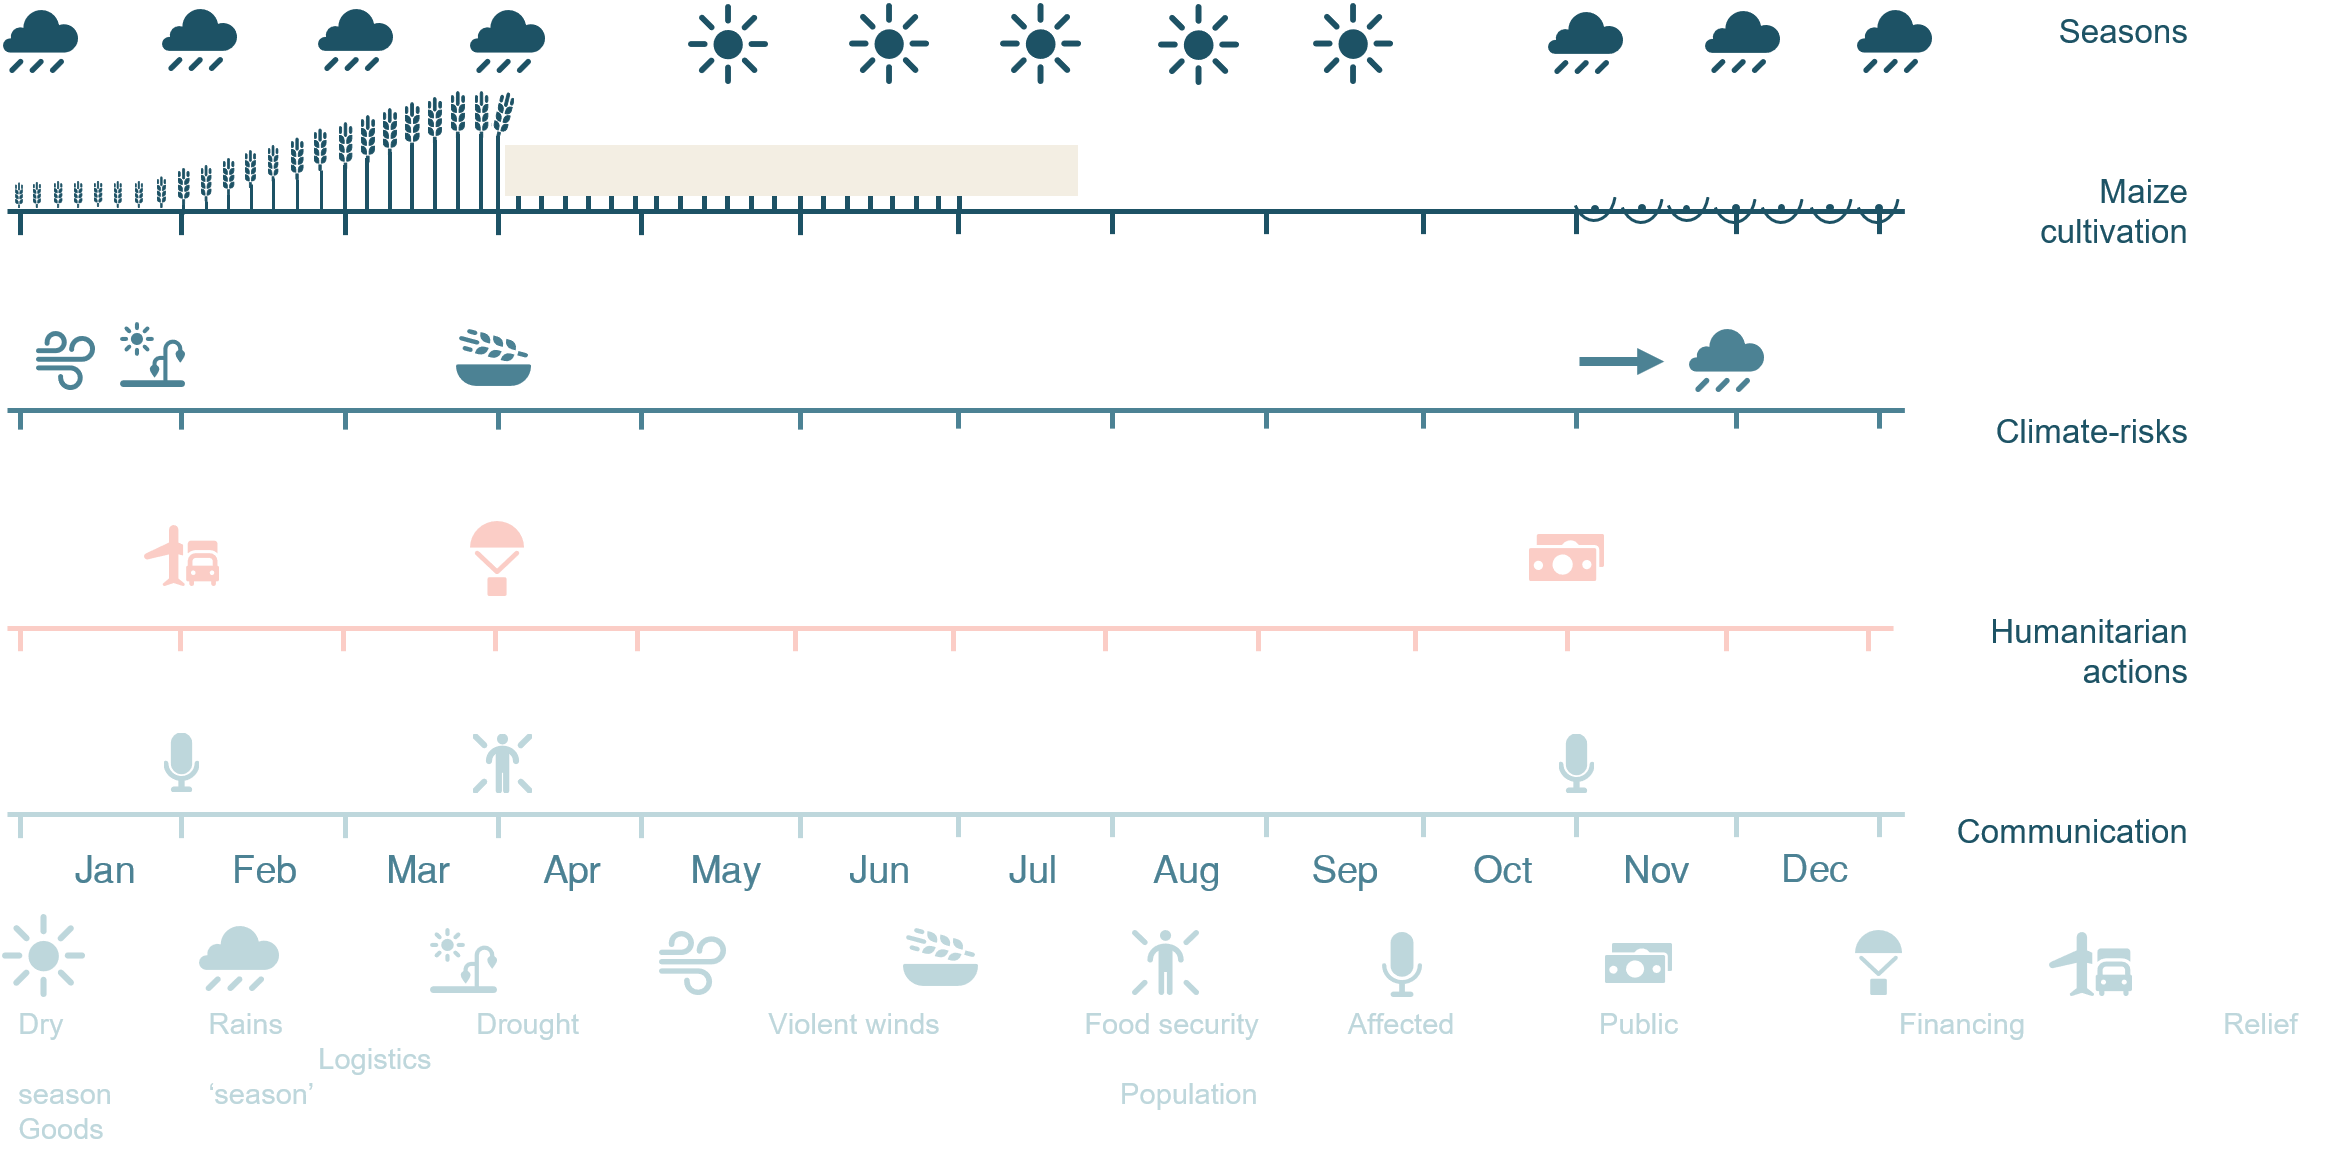 Seasons
Maize
cultivation
Climate-risks
Humanitarian
actions
Communication
Jan Feb Mar Apr May Jun Jul Aug Sep Oct Nov Dec
Dry Rains Drought Violent winds Food security Affected Public Financing Relief
Logistics
season ‘season’ Population
Goods